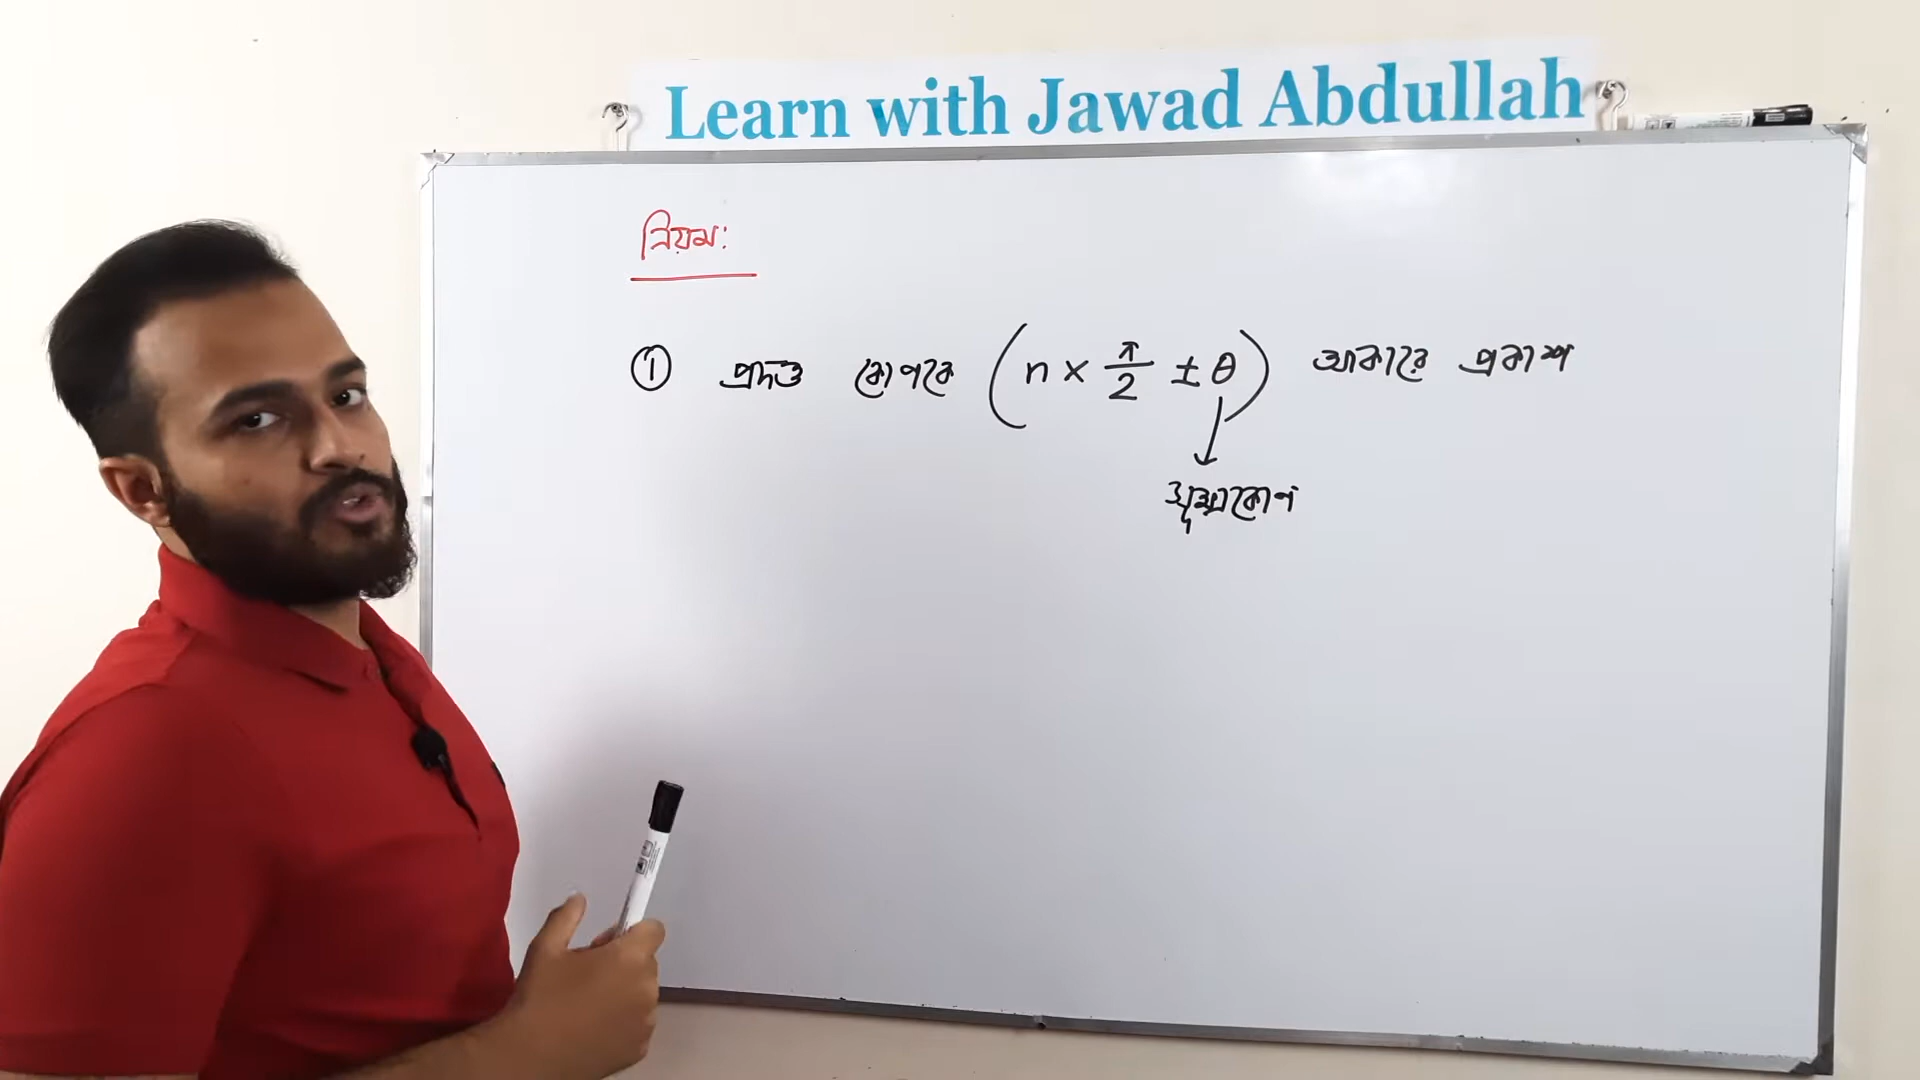 Learn with Jawad Abdullah
নিয়ম:
① প্রদত্ত কোণকে (n × π/2 ± θ) আকারে প্রকাশ
সূক্ষ্মকোণ